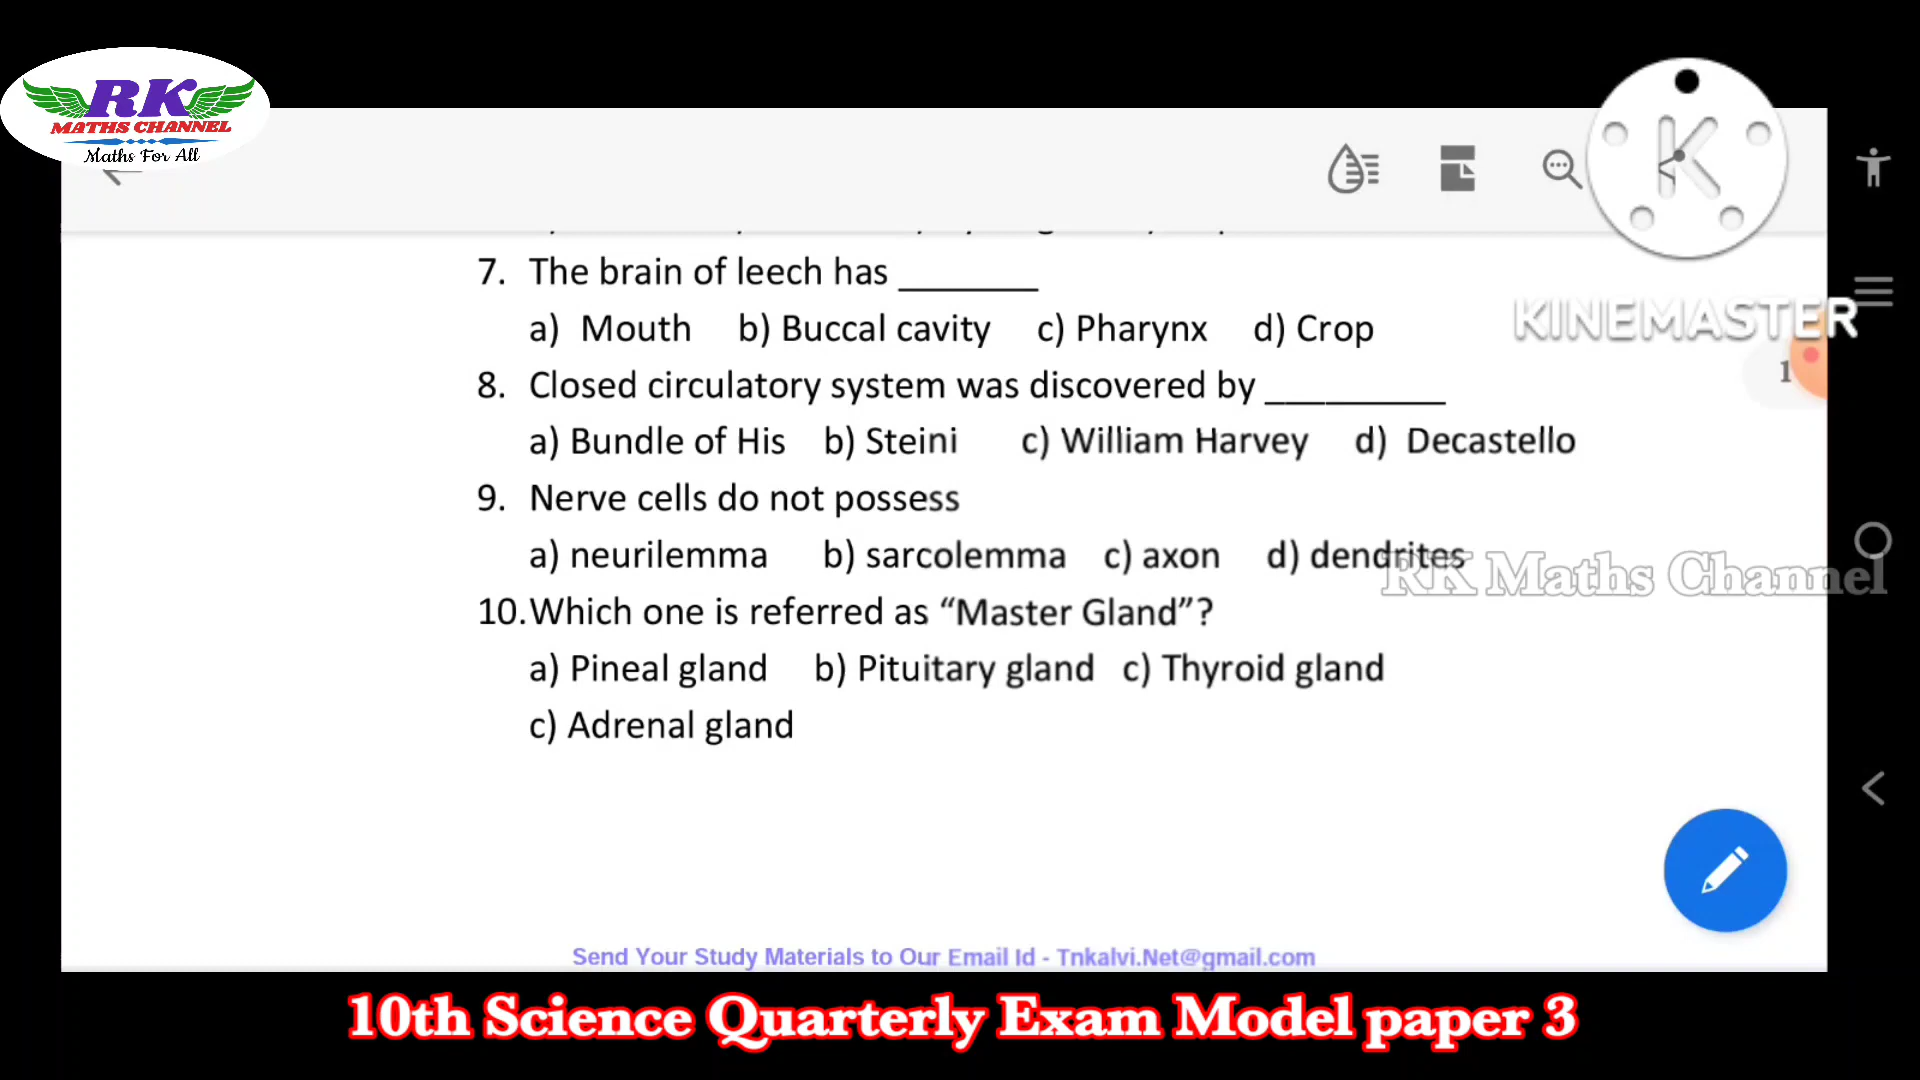 RK
MATHS CHANNEL
Maths For All
K
KINEMASTER
1
7. The brain of leech has _______
a) Mouth b) Buccal cavity c) Pharynx d) Crop
8. Closed circulatory system was discovered by _________
a) Bundle of His b) Steini c) William Harvey d) Decastello
9. Nerve cells do not possess
a) neurilemma b) sarcolemma c) axon d) dendrites
RK Maths Channel
10.Which one is referred as “Master Gland”?
a) Pineal gland b) Pituitary gland c) Thyroid gland
c) Adrenal gland
Send Your Study Materials to Our Email Id - Tnkalvi.Net@gmail.com
10th Science Quarterly Exam Model paper 3